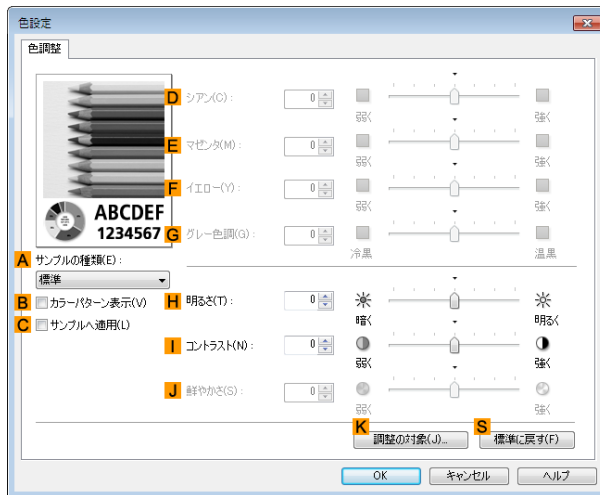 色設定
色調整
ABCDEF
1234567
A サンプルの種類(E):
標準
B カラーパターン表示(V)
C サンプルへ適用(L)
D シアン(C): 0
弱く 強く
E マゼンタ(M): 0
弱く 強く
F イエロー(Y): 0
弱く 強く
G グレー色調(G): 0
冷黒 温黒
H 明るさ(T): 0
暗く 明るく
I コントラスト(N): 0
弱く 強く
J 鮮やかさ(S): 0
弱く 強く
K S
調整の対象(J)... 標準に戻す(F)
OK キャンセル ヘルプ